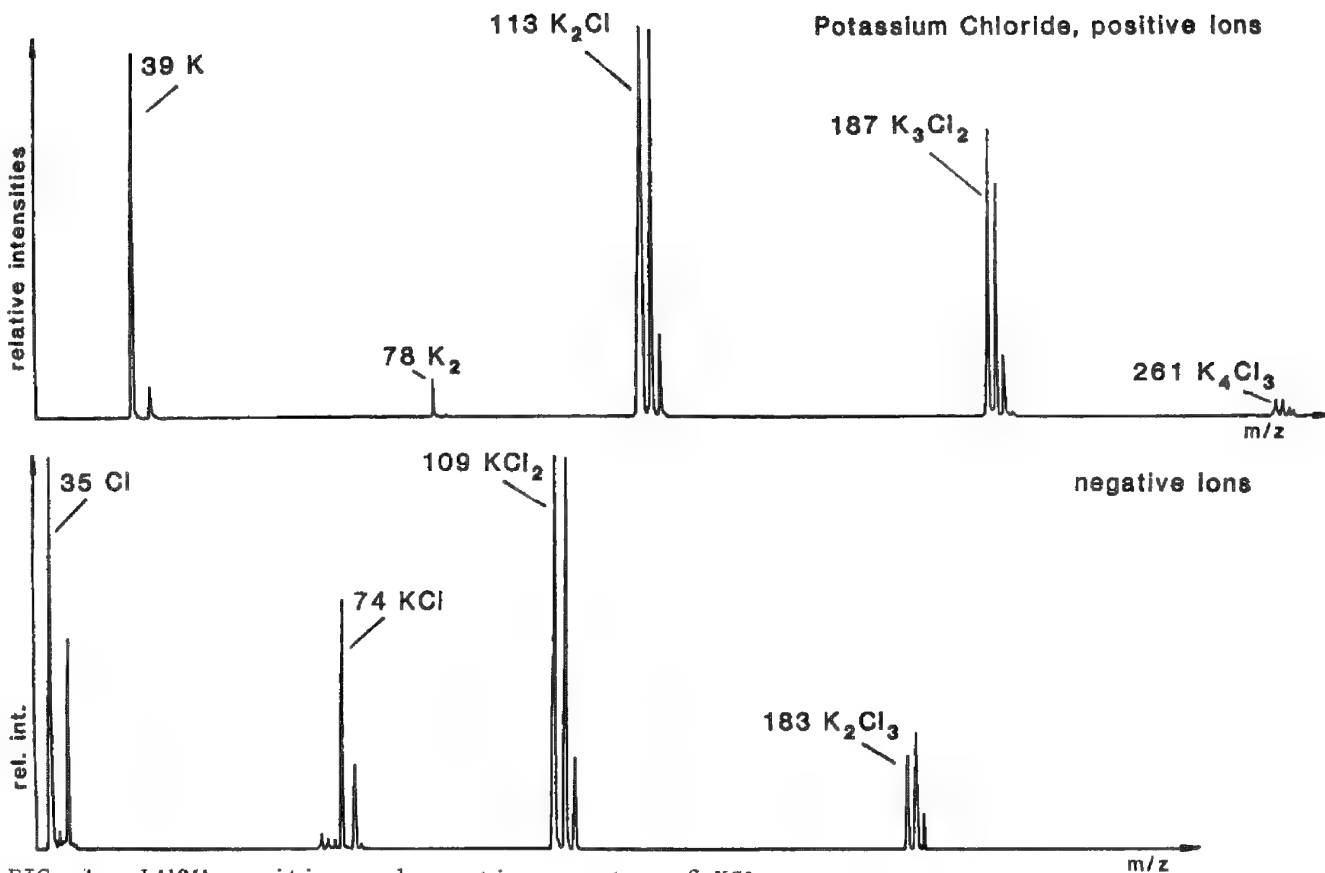 Potassium Chloride, positive ions
relative intensities
39 K
78 K₂
113 K₂Cl
187 K₃Cl₂
261 K₄Cl₃
m/z
negative ions
rel. int.
35 Cl
74 KCl
109 KCl₂
183 K₂Cl₃
m/z